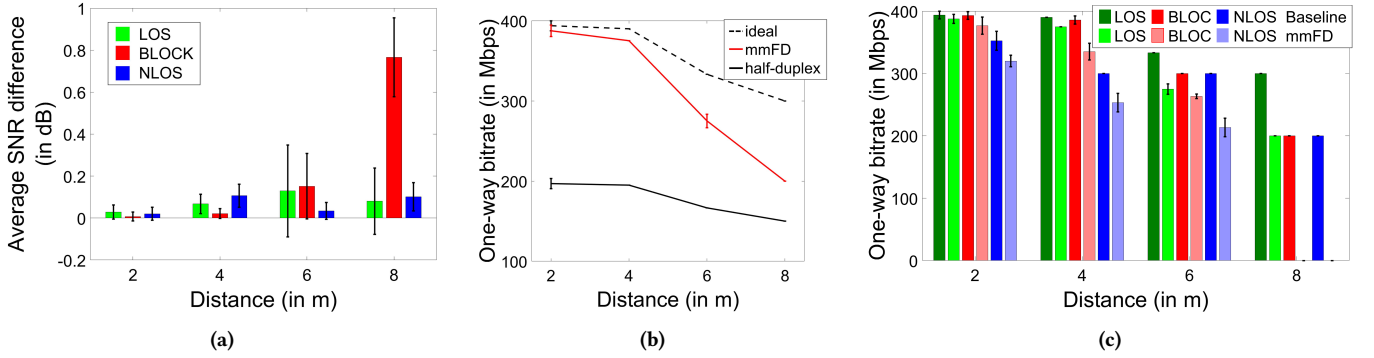 Average SNR difference
(in dB)
1
0.8
0.6
0.4
0.2
0
-0.2
LOS
BLOCK
NLOS
2 4 6 8
Distance (in m)
(a)
One-way bitrate (in Mbps)
400
300
200
100
ideal
mmFD
half-duplex
2 4 6 8
Distance (in m)
(b)
One-way bitrate (in Mbps)
400
300
200
100
0
LOS BLOC NLOS Baseline
LOS BLOC NLOS mmFD
2 4 6 8
Distance (in m)
(c)